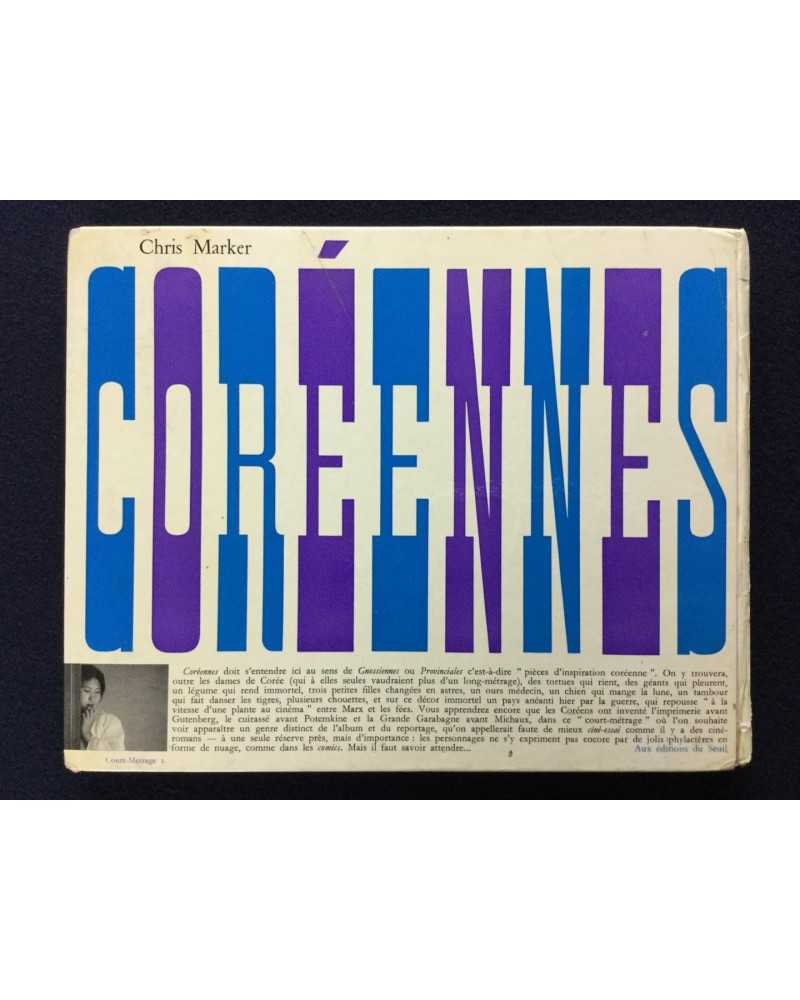 Chris Marker
CORÉENNES
Coréennes doit s'entendre ici au sens de Gnossiennes ou Provinciales c'est-à-dire " pièces d'inspiration coréenne ". On y trouvera,
outre les dames de Corée (qui à elles seules vaudraient plus d'un long-métrage), des tortues qui rient, des géants qui pleurent,
un légume qui rend immortel, trois petites filles changées en astres, un ours médecin, un chien qui mange la lune, un tambour
qui fait danser les tigres, plusieurs chouettes, et sur ce décor immortel un pays anéanti hier par la guerre, qui repousse " à la
vitesse d'une plante au cinéma " entre Marx et les fées. Vous apprendrez encore que les Coréens ont inventé l'imprimerie avant
Gutenberg, le cuirassé avant Potemkine et la Grande Garabagne avant Michaux, dans ce " court-métrage " où l'on souhaite
voir apparaître un genre distinct de l'album et du reportage, qu'on appellerait faute de mieux ciné-essai comme il y a des ciné-
romans — à une seule réserve près, mais d'importance : les personnages ne s'y expriment pas encore par de jolis phylactères en
forme de nuage, comme dans les comics. Mais il faut savoir attendre...
Aux éditions du Seuil
Court-Métrage 1